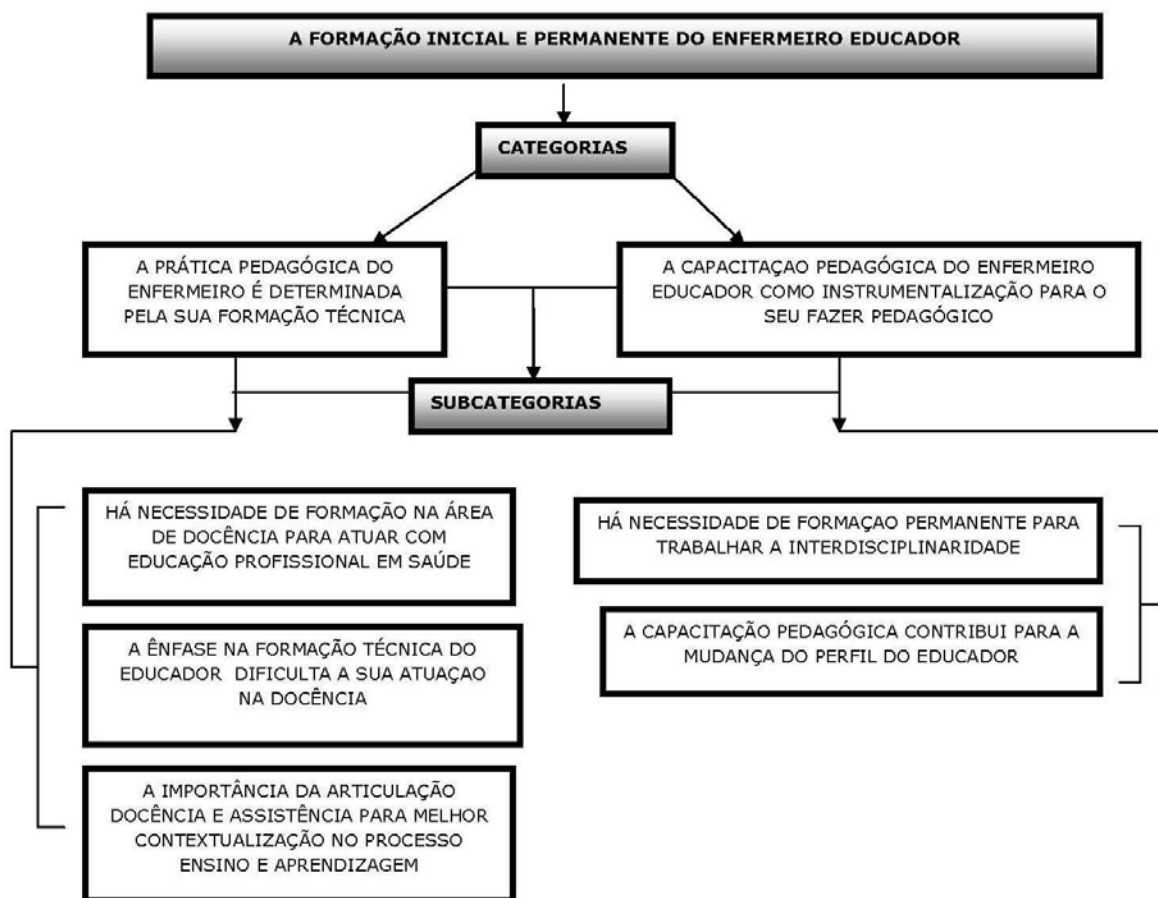 A FORMAÇÃO INICIAL E PERMANENTE DO ENFERMEIRO EDUCADOR
CATEGORIAS
A PRÁTICA PEDAGÓGICA DO
ENFERMEIRO É DETERMINADA
PELA SUA FORMAÇÃO TÉCNICA
A CAPACITAÇAO PEDAGÓGICA DO ENFERMEIRO
EDUCADOR COMO INSTRUMENTALIZAÇÃO PARA O
SEU FAZER PEDAGÓGICO
SUBCATEGORIAS
HÁ NECESSIDADE DE FORMAÇÃO NA ÁREA
DE DOCÊNCIA PARA ATUAR COM
EDUCAÇÃO PROFISSIONAL EM SAÚDE
A ÊNFASE NA FORMAÇÃO TÉCNICA DO
EDUCADOR DIFICULTA A SUA ATUAÇAO
NA DOCÊNCIA
A IMPORTÂNCIA DA ARTICULAÇÃO
DOCÊNCIA E ASSISTÊNCIA PARA MELHOR
CONTEXTUALIZAÇÃO NO PROCESSO
ENSINO E APRENDIZAGEM
HÁ NECESSIDADE DE FORMAÇAO PERMANENTE PARA
TRABALHAR A INTERDISCIPLINARIDADE
A CAPACITAÇÃO PEDAGÓGICA CONTRIBUI PARA A
MUDANÇA DO PERFIL DO EDUCADOR